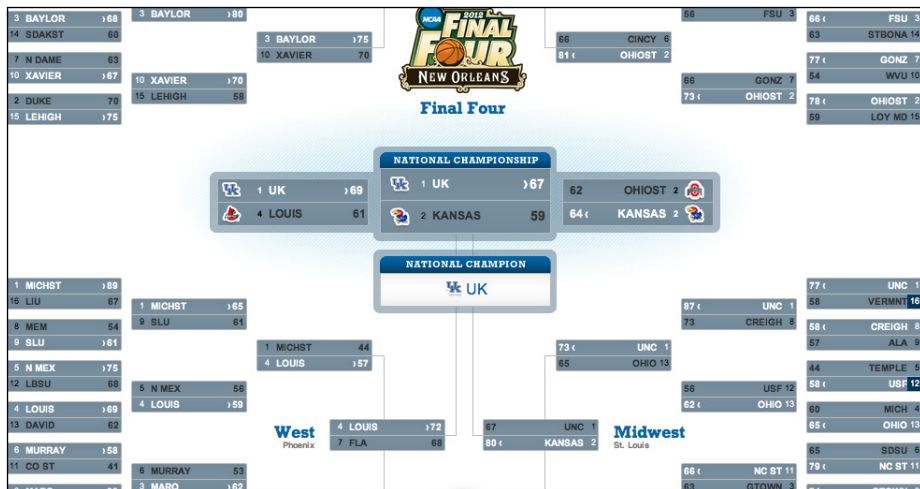 3 BAYLOR 68
14 SDAKST 60
7 N DAME 63
10 XAVIER 67
2 DUKE 70
15 LEHIGH 75
3 BAYLOR 80
10 XAVIER 70
15 LEHIGH 58
3 BAYLOR 75
10 XAVIER 70
NCAA
2012
FINAL
FOUR
NEW ORLEANS
Final Four
66 CINCY 6
81 OHIOST 2
56 FSU 3
66 GONZ 7
73 OHIOST 2
66 FSU 3
63 STBONA 14
77 GONZ 7
54 WVU 10
78 OHIOST 2
59 LOY MD 15
NATIONAL CHAMPIONSHIP
1 UK 69
4 LOUIS 61
1 UK 67
2 KANSAS 59
62 OHIOST 2
64 KANSAS 2
NATIONAL CHAMPION
UK
1 MICHST 89
16 LIU 67
8 MEM 54
9 SLU 61
5 N MEX 75
12 LBSU 68
4 LOUIS 69
13 DAVID 62
6 MURRAY 58
11 CO ST 41
1 MICHST 65
9 SLU 61
5 N MEX 56
4 LOUIS 59
6 MURRAY 53
3 MARQ 62
1 MICHST 44
4 LOUIS 57
West
Phoenix
4 LOUIS 72
7 FLA 68
67 UNC 1
80 KANSAS 2
Midwest
St. Louis
73 UNC 1
65 OHIO 13
87 UNC 1
73 CREIGH 8
56 USF 12
62 OHIO 13
66 NC ST 11
63 GTOWN 3
77 UNC 1
58 VERMNT 16
58 CREIGH 8
57 ALA 9
44 TEMPLE 5
58 USF 12
60 MICH 4
65 OHIO 13
65 SDSU 6
79 NC ST 11